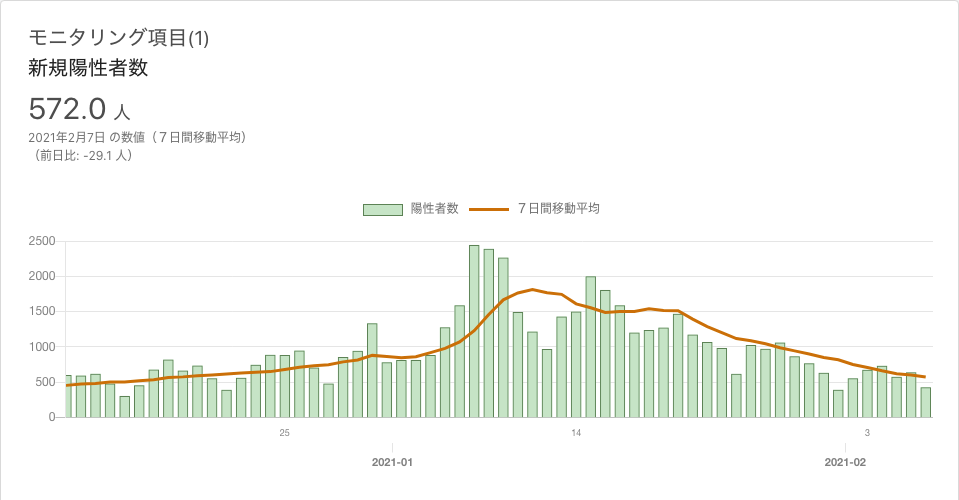 モニタリング項目(1)
新規陽性者数
572.0 人
2021年2月7日 の数値（７日間移動平均）
（前日比: -29.1 人）
陽性者数 ７日間移動平均
2500
2000
1500
1000
500
0
25 14 3
2021-01 2021-02